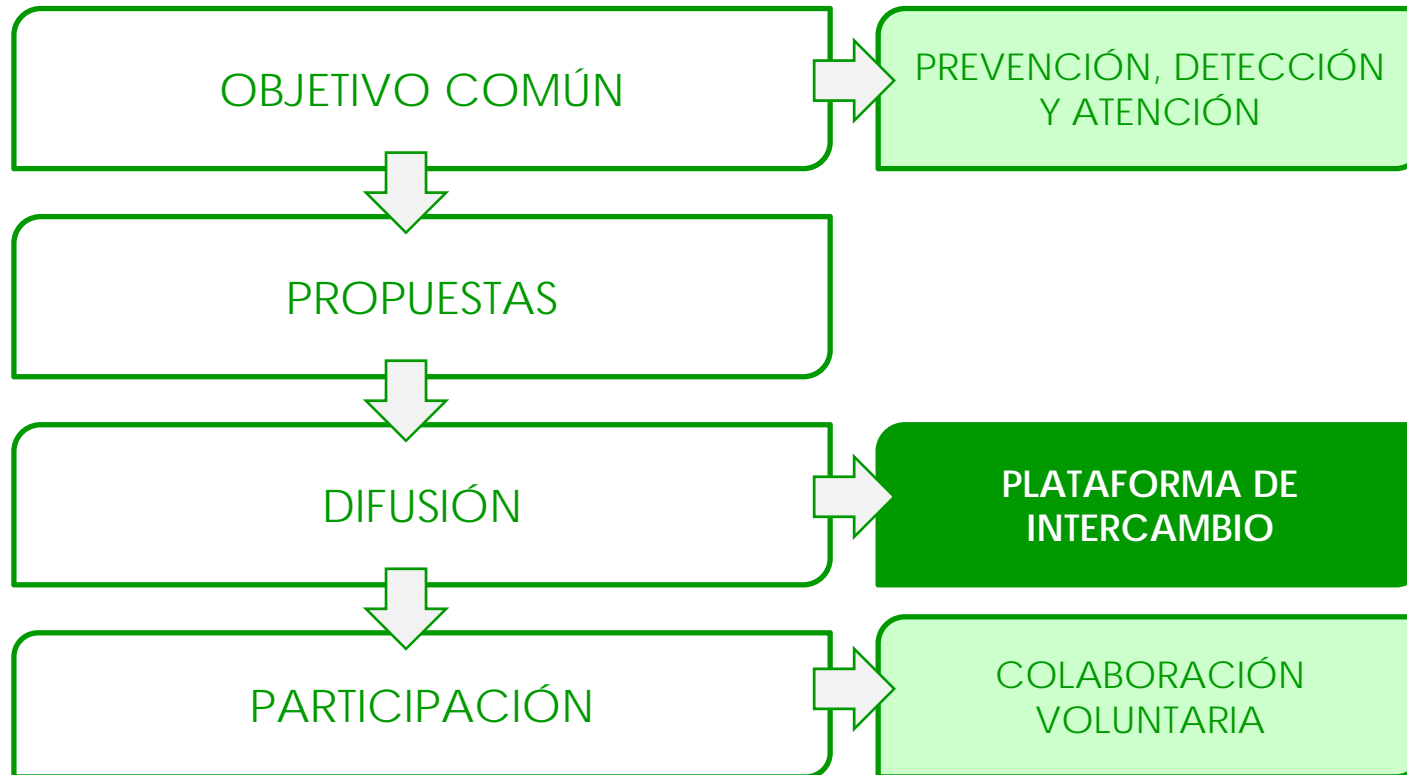 OBJETIVO COMÚN
PREVENCIÓN, DETECCIÓN
Y ATENCIÓN
PROPUESTAS
DIFUSIÓN
PLATAFORMA DE
INTERCAMBIO
PARTICIPACIÓN
COLABORACIÓN
VOLUNTARIA